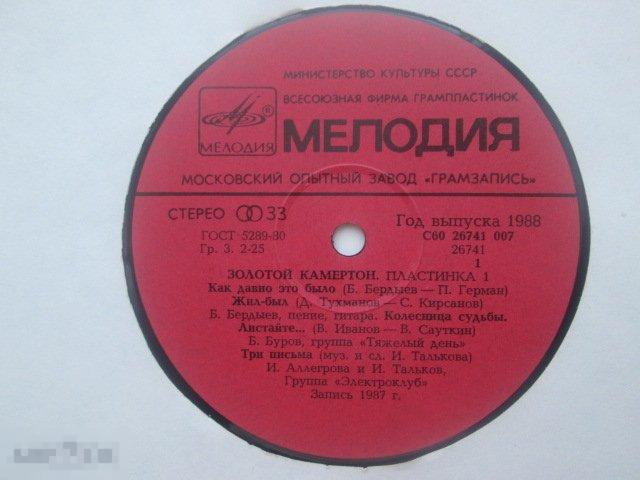 МИНИСТЕРСТВО КУЛЬТУРЫ СССР
ВСЕСОЮЗНАЯ ФИРМА ГРАМПЛАСТИНОК
®
МЕЛОДИЯ
МЕЛОДИЯ
МОСКОВСКИЙ ОПЫТНЫЙ ЗАВОД «ГРАМЗАПИСЬ»
СТЕРЕО 33
Год выпуска 1988
ГОСТ 5289-80
С60 26741 007
Гр. 3. 2-25
26741
1
ЗОЛОТОЙ КАМЕРТОН. ПЛАСТИНКА 1
Как давно это было (Б. Бердыев — П. Герман)
Жил-был (Д. Тухманов — С. Кирсанов)
Б. Бердыев, пение, гитара. Колесница судьбы.
Листайте... (В. Иванов — В. Сауткин)
Б. Буров, группа «Тяжелый день»
Три письма (муз. и сл. И. Талькова)
И. Аллегрова и И. Тальков,
Группа «Электроклуб»
Запись 1987 г.